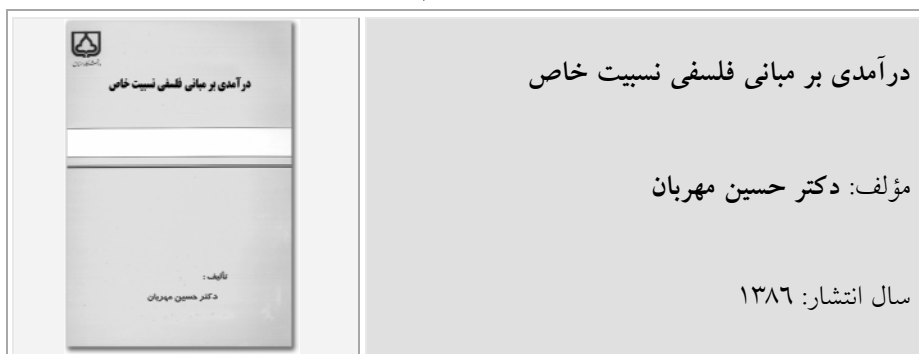 درآمدی بر مبانی فلسفی نسبیت خاص
مؤلف: دکتر حسین مهربان
سال انتشار: ۱۳۸٦
درآمدی بر مبانی فلسفی نسبیت خاص
تألیف :
دکتر حسین مهربان